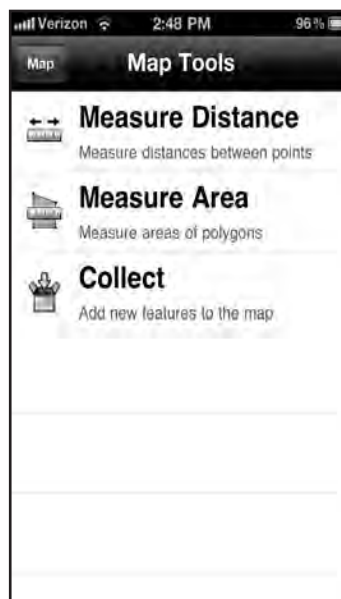 Verizon 2:48 PM 96%
Map Map Tools
Measure Distance
Measure distances between points
Measure Area
Measure areas of polygons
Collect
Add new features to the map